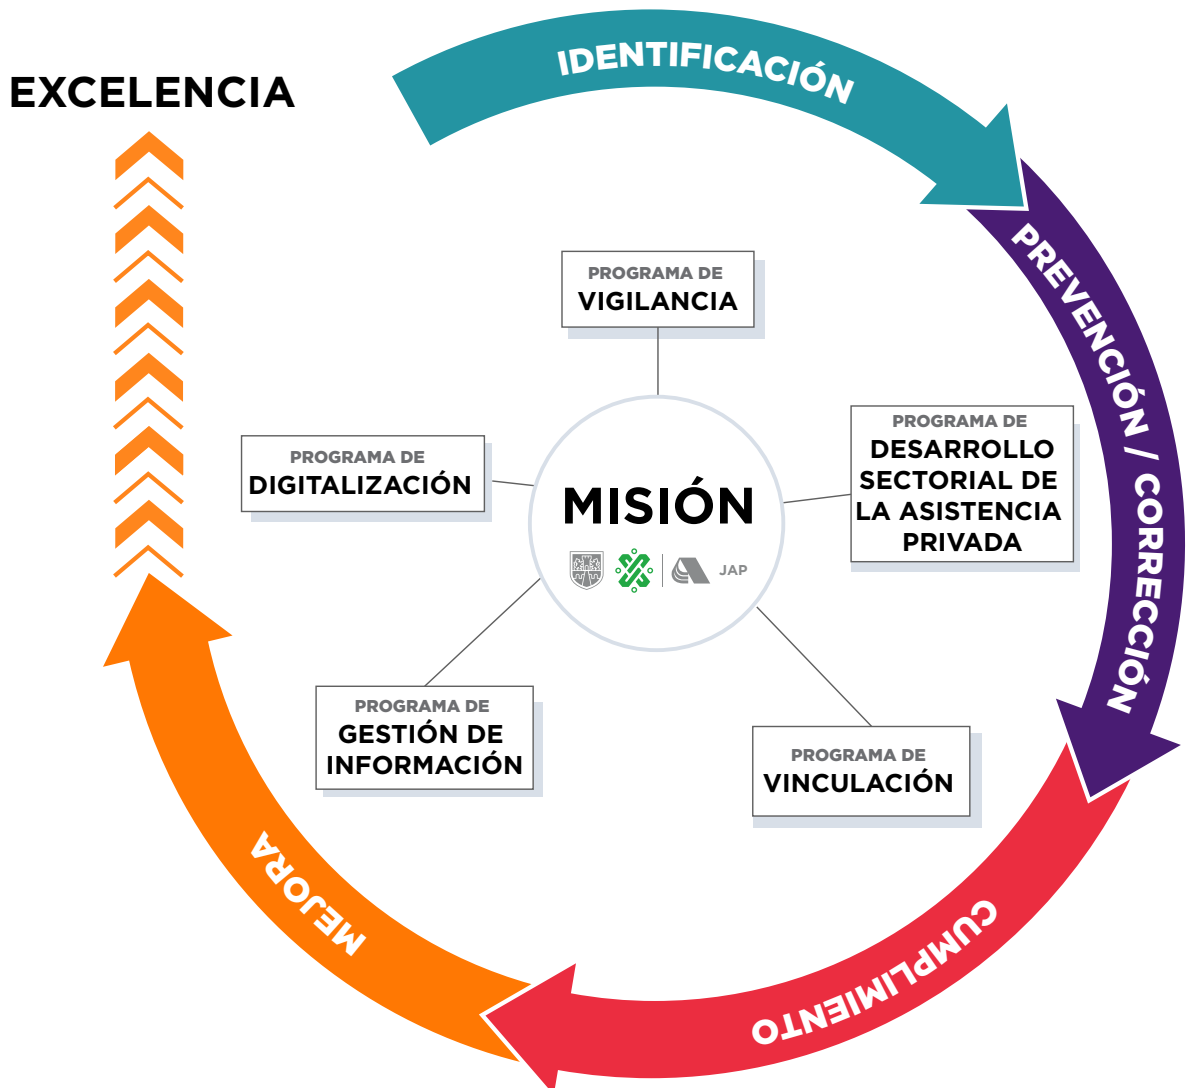 EXCELENCIA
IDENTIFICACIÓN
PREVENCIÓN / CORRECCIÓN
CUMPLIMIENTO
MEJORA
PROGRAMA DE
VIGILANCIA
PROGRAMA DE
DESARROLLO
SECTORIAL DE
LA ASISTENCIA
PRIVADA
PROGRAMA DE
VINCULACIÓN
PROGRAMA DE
GESTIÓN DE
INFORMACIÓN
PROGRAMA DE
DIGITALIZACIÓN
MISIÓN
JAP